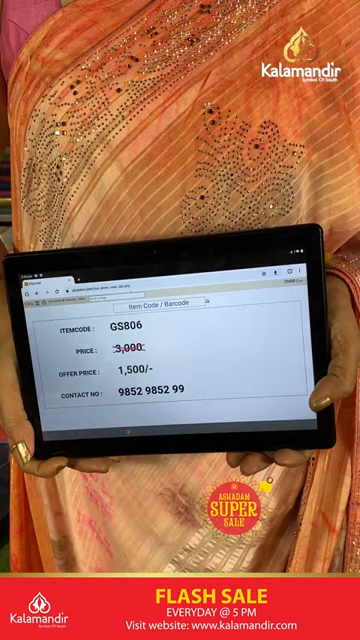 Kalamandir
Symbol Of South
Item Code / Barcode
ITEMCODE : GS806
PRICE : 3,000
OFFER PRICE : 1,500/-
CONTACT NO : 9852 9852 99
ASHADAM
SUPER
SALE
Kalamandir
Symbol Of South
FLASH SALE
EVERYDAY @ 5 PM
Visit website: www.kalamandir.com